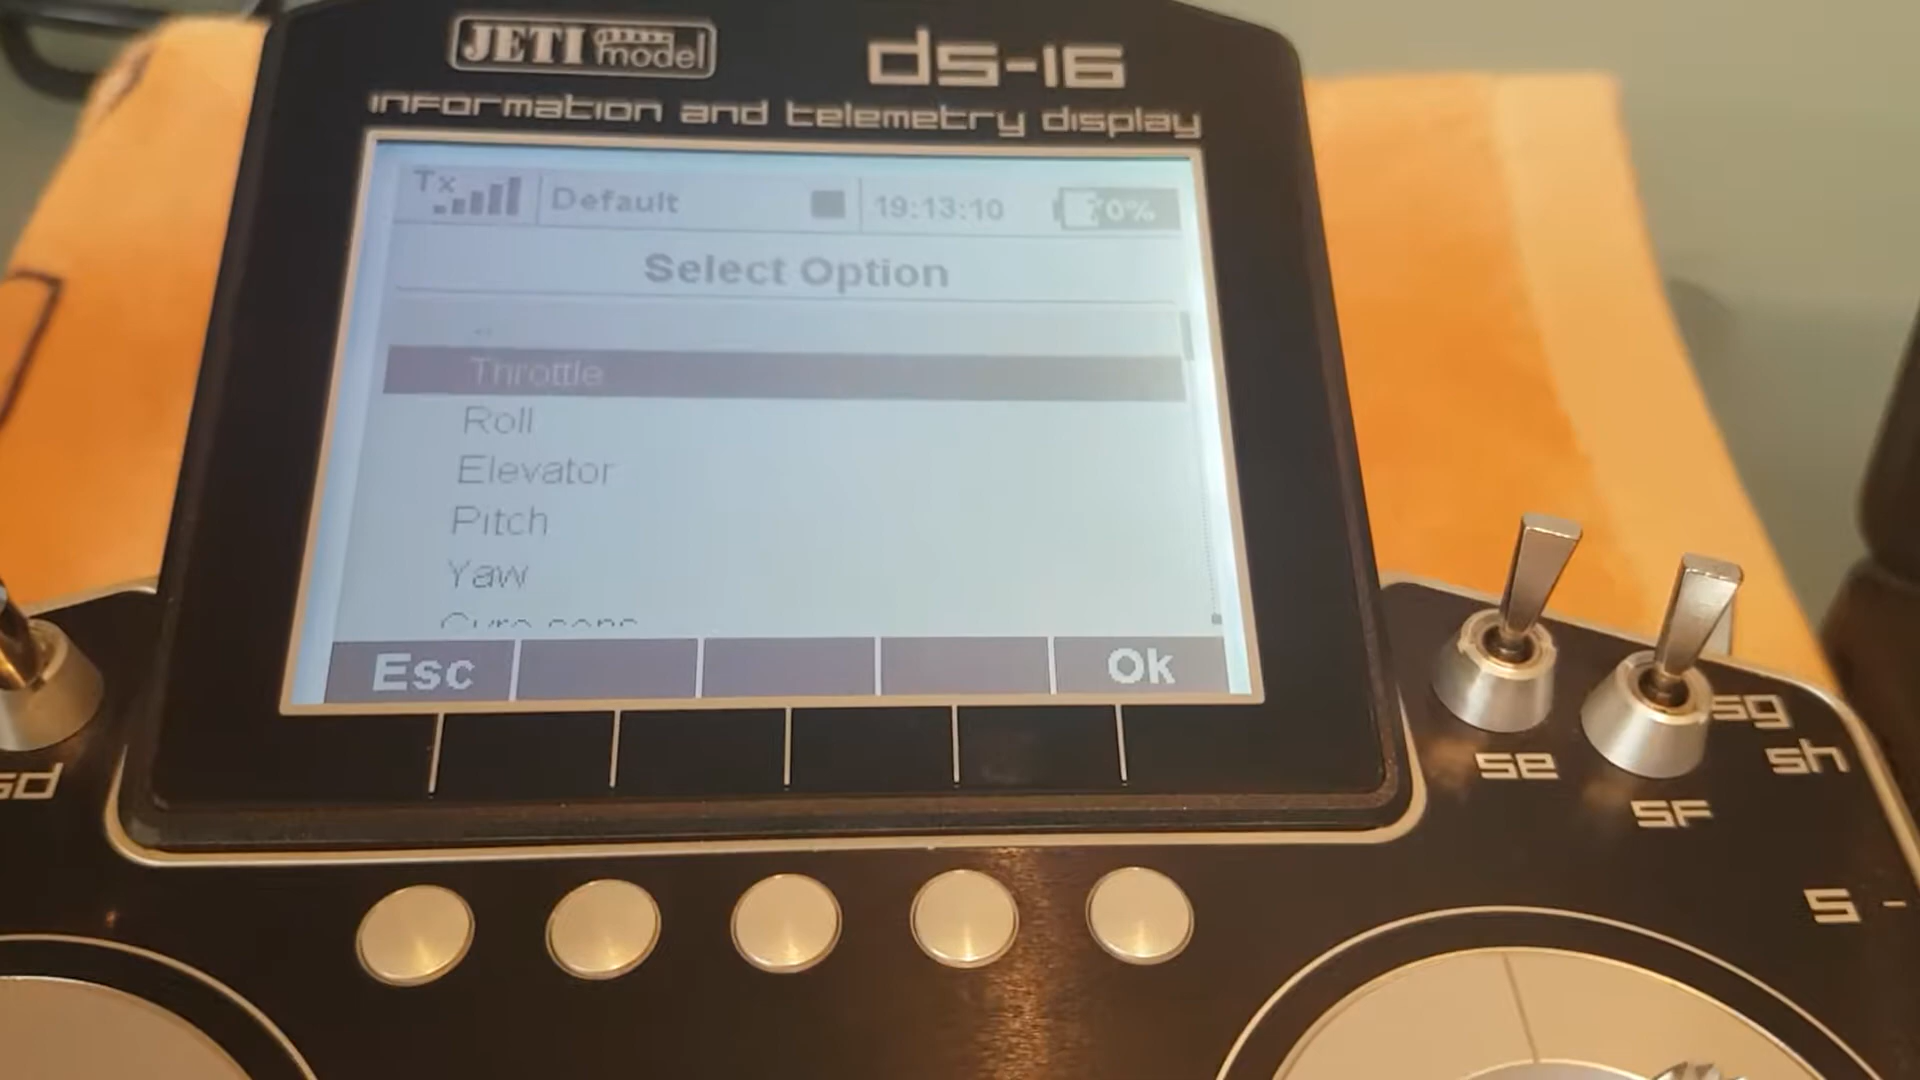 JETI model
ds-16
information and telemetry display
Tx Default 19:13:10 70%
Select Option
..
Throttle
Roll
Elevator
Pitch
Yaw
Esc Ok
sd
se
sf
sg
sh
S -